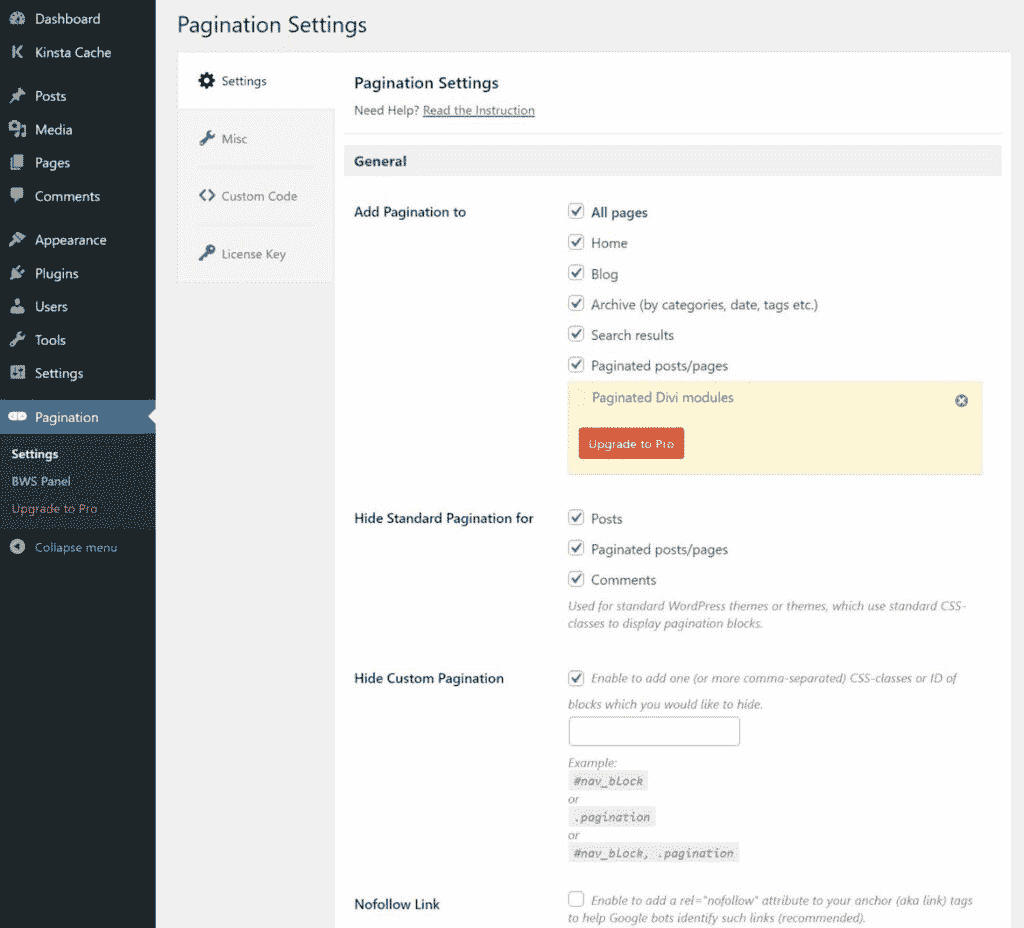 Dashboard
Kinsta Cache
Posts
Media
Pages
Comments
Appearance
Plugins
Users
Tools
Settings
Pagination
Settings
BWS Panel
Upgrade to Pro
Collapse menu
Pagination Settings
Settings
Misc
Custom Code
License Key
Pagination Settings
Need Help? Read the Instruction
General
Add Pagination to
All pages
Home
Blog
Archive (by categories, date, tags etc.)
Search results
Paginated posts/pages
Paginated Divi modules
Upgrade to Pro
Hide Standard Pagination for
Posts
Paginated posts/pages
Comments
Used for standard WordPress themes or themes, which use standard CSS-
classes to display pagination blocks.
Hide Custom Pagination
Enable to add one (or more comma-separated) CSS-classes or ID of
blocks which you would like to hide.
Example:
#nav_block
or
.pagination
or
#nav_block, .pagination
Nofollow Link
Enable to add a rel="nofollow" attribute to your anchor (aka link) tags
to help Google bots identify such links (recommended).